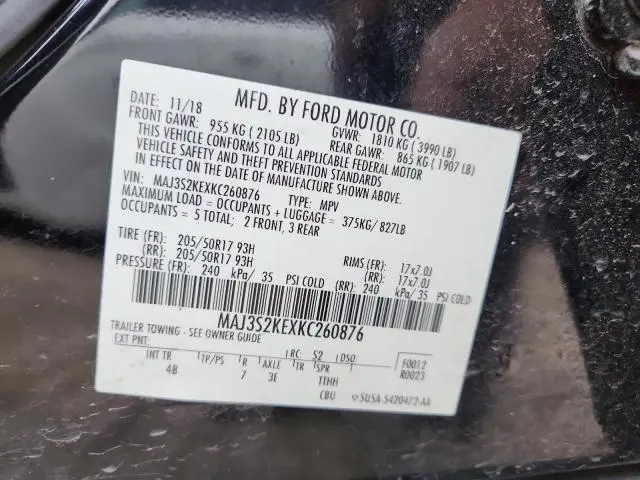 DATE: 11/18 MFD. BY FORD MOTOR CO.
FRONT GAWR: 955 KG ( 2105 LB) GVWR: 1810 KG ( 3990 LB)
REAR GAWR: 865 KG ( 1907 LB)
THIS VEHICLE CONFORMS TO ALL APPLICABLE FEDERAL MOTOR
VEHICLE SAFETY AND THEFT PREVENTION STANDARDS
IN EFFECT ON THE DATE OF MANUFACTURE SHOWN ABOVE.
VIN: MAJ3S2KEXKC260876 TYPE: MPV
MAXIMUM LOAD = OCCUPANTS + LUGGAGE = 375KG/ 827LB
OCCUPANTS = 5 TOTAL; 2 FRONT, 3 REAR
TIRE (FR): 205/50R17 93H RIMS (FR): 17x7.0J
(RR): 205/50R17 93H (RR): 17x7.0J
PRESSURE (FR): 240 kPa/ 35 PSI COLD (RR): 240 kPa/ 35 PSI COLD
MAJ3S2KEXKC260876
TRAILER TOWING - SEE OWNER GUIDE
EXT PNT: RC: 52 DSO: F0012
R0023
INT TR TP/PS R AXLE TR SPR
4B 7 3E TTHH
CBU 5U5A-5420472-AA